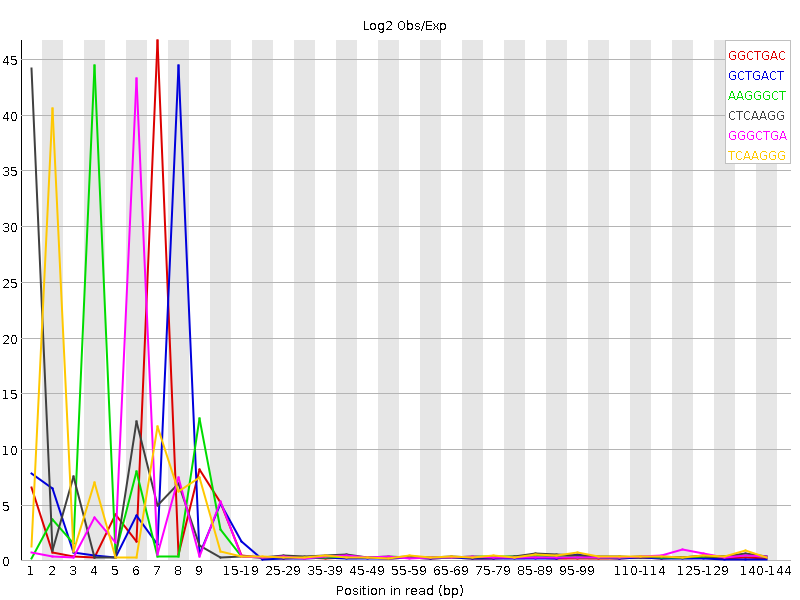 Log2 Obs/Exp
45
40
35
30
25
20
15
10
5
0
GGCTGAC
GCTGACT
AAGGGCT
CTCAAGG
GGGCTGA
TCAAGGG
1 2 3 4 5 6 7 8 9 15-19 25-29 35-39 45-49 55-59 65-69 75-79 85-89 95-99 110-114 125-129 140-144
Position in read (bp)